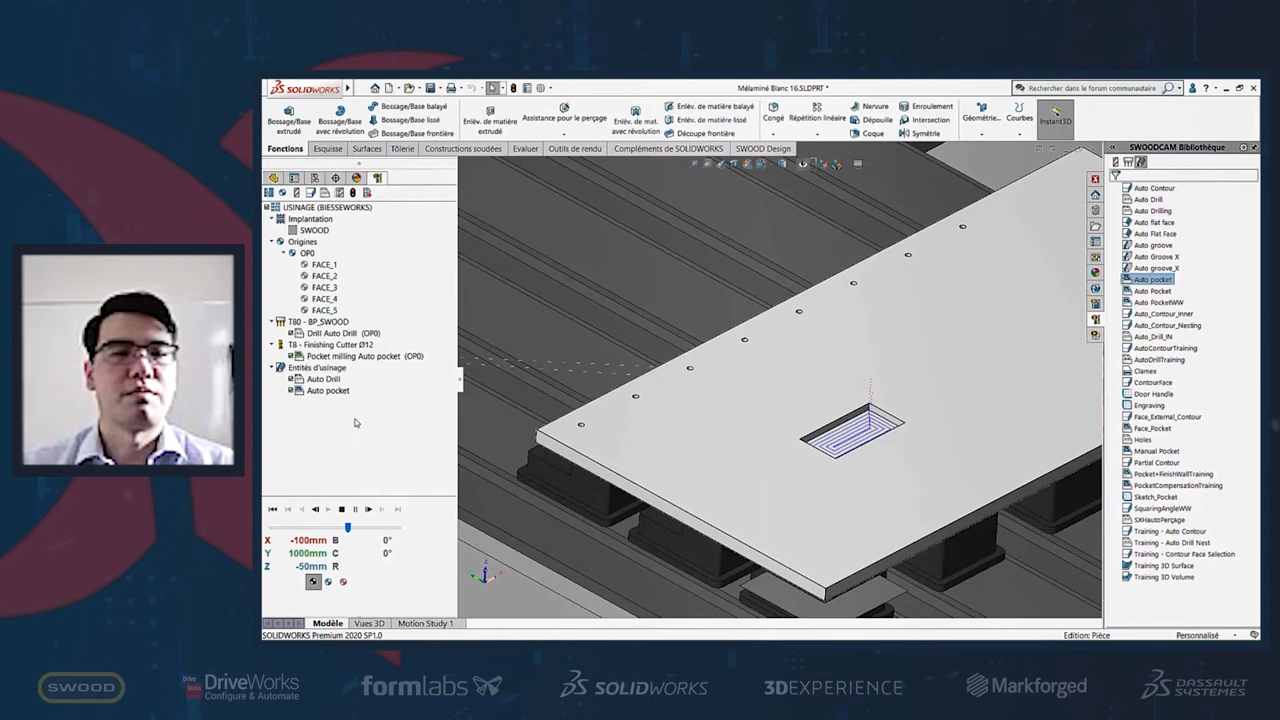 SOLIDWORKS
Mélaminé Blanc 16.SLDPRT *
Rechercher dans le forum communautaire
Bossage/Base extrudé
Bossage/Base avec révolution
Bossage/Base balayé
Bossage/Base lissé
Bossage/Base frontière
Enlèv. de matière extrudé
Assistance pour le perçage
Enlèv. de mat. avec révolution
Enlèv. de matière balayé
Enlèv. de matière lissé
Découpe frontière
Congé
Répétition linéaire
Nervure
Dépouille
Coque
Enroulement
Intersection
Symétrie
Géométrie...
Courbes
Instant3D
Fonctions
Esquisse
Surfaces
Tôlerie
Constructions soudées
Evaluer
Outils de rendu
Compléments de SOLIDWORKS
SWOOD Design
SWOODCAM Bibliothèque
USINAGE (BIESSEWORKS)
Implantation
SWOOD
Origines
OP0
FACE_1
FACE_2
FACE_3
FACE_4
FACE_5
T80 - BP_SWOOD
Drill Auto Drill (OP0)
T8 - Finishing Cutter Ø12
Pocket milling Auto pocket (OP0)
Entités d'usinage
Auto Drill
Auto pocket
X -100mm B 0°
Y 1000mm C 0°
Z -50mm R
Auto Contour
Auto Drill
Auto Drilling
Auto flat face
Auto Flat Face
Auto groove
Auto Groove X
Auto groove_X
Auto pocket
Auto Pocket
Auto PocketWW
Auto_Contour_Inner
Auto_Contour_Nesting
Auto_Drill_IN
AutoContourTraining
AutoDrillTraining
Clamex
ContourFace
Door Handle
Engraving
Face_External_Contour
Face_Pocket
Holes
Manual Pocket
Partial Contour
Pocket+FinishWallTraining
PocketCompensationTraining
Sketch_Pocket
SquaringAngleWW
SXHautoPerçage
Training - Auto Contour
Training - Auto Drill Nest
Training - Contour Face Selection
Training 3D Surface
Training 3D Volume
Modèle
Vues 3D
Motion Study 1
SOLIDWORKS Premium 2020 SP1.0
Edition: Pièce
Personnalisé
SWOOD
DriveWorks
Configure & Automate
formlabs
SOLIDWORKS
3DEXPERIENCE
Markforged
DASSAULT SYSTEMES